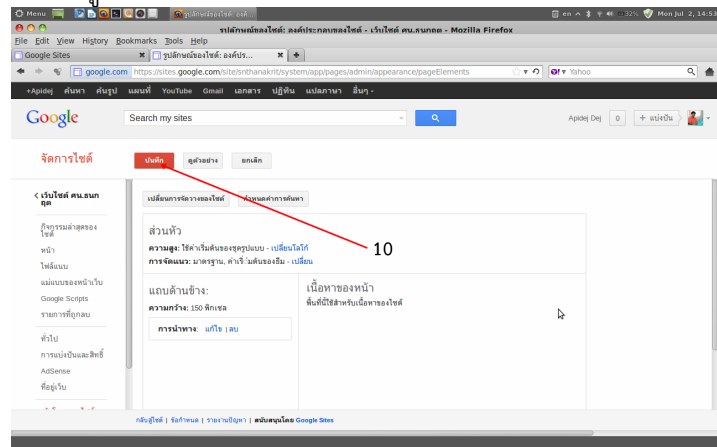 Menu en 32% Mon Jul 2, 14:53
รูปลักษณ์ของไซต์: องค์ประกอบของไซต์ - เว็บไซต์ ศน.ธนกฤต - Mozilla Firefox
File Edit View History Bookmarks Tools Help
Google Sites รูปลักษณ์ของไซต์: องค์ปร...
google.com https://sites.google.com/site/snthanakrit/system/app/pages/admin/appearance/pageElements Yahoo
+Apidej ค้นหา ค้นรูป แผนที่ YouTube Gmail เอกสาร ปฏิทิน แปลภาษา อื่นๆ
Google Search my sites Apidej Dej 0 + แบ่งปัน
จัดการไซต์ บันทึก ดูตัวอย่าง ยกเลิก
< เว็บไซต์ ศน.ธนกฤต
เปลี่ยนการจัดวางของไซต์ กำหนดค่าการค้นหา
กิจกรรมล่าสุดของไซต์
หน้า
ไฟล์แนบ
แม่แบบของหน้าเว็บ
Google Scripts
รายการที่ถูกลบ
ทั่วไป
การแบ่งปันและสิทธิ์
AdSense
ที่อยู่เว็บ
ส่วนหัว
ความสูง: ใช้ค่าเริ่มต้นของชุดรูปแบบ - เปลี่ยนโลโก้
การจัดแนว: มาตรฐาน, ค่าเริ่มต้นของธีม - เปลี่ยน
10
แถบด้านข้าง:
ความกว้าง: 150 พิกเซล
การนำทาง: แก้ไข | ลบ
เนื้อหาของหน้า
พื้นที่นี้ใช้สำหรับเนื้อหาของไซต์
กลับสู่ไซต์ | ข้อกำหนด | รายงานปัญหา | สนับสนุนโดย Google Sites